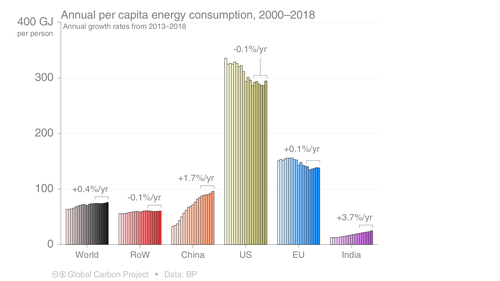 Annual per capita energy consumption, 2000–2018
400 GJ
per person
Annual growth rates from 2013–2018
-0.1%/yr
300
200
+0.1%/yr
+1.7%/yr
100
+0.4%/yr
-0.1%/yr
+3.7%/yr
0
World RoW China US EU India
Global Carbon Project • Data: BP